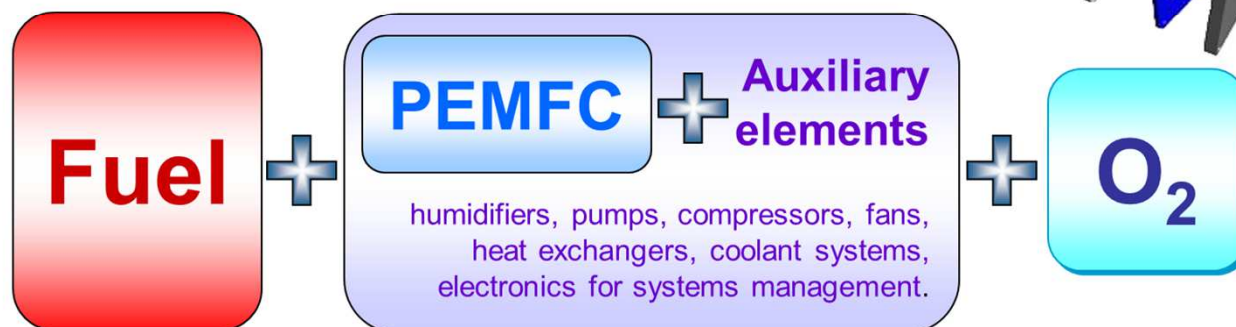 Fuel
PEMFC
Auxiliary
elements
humidifiers, pumps, compressors, fans,
heat exchangers, coolant systems,
electronics for systems management.
O₂